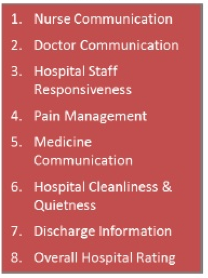 1. Nurse Communication
2. Doctor Communication
3. Hospital Staff
Responsiveness
4. Pain Management
5. Medicine
Communication
6. Hospital Cleanliness &
Quietness
7. Discharge Information
8. Overall Hospital Rating